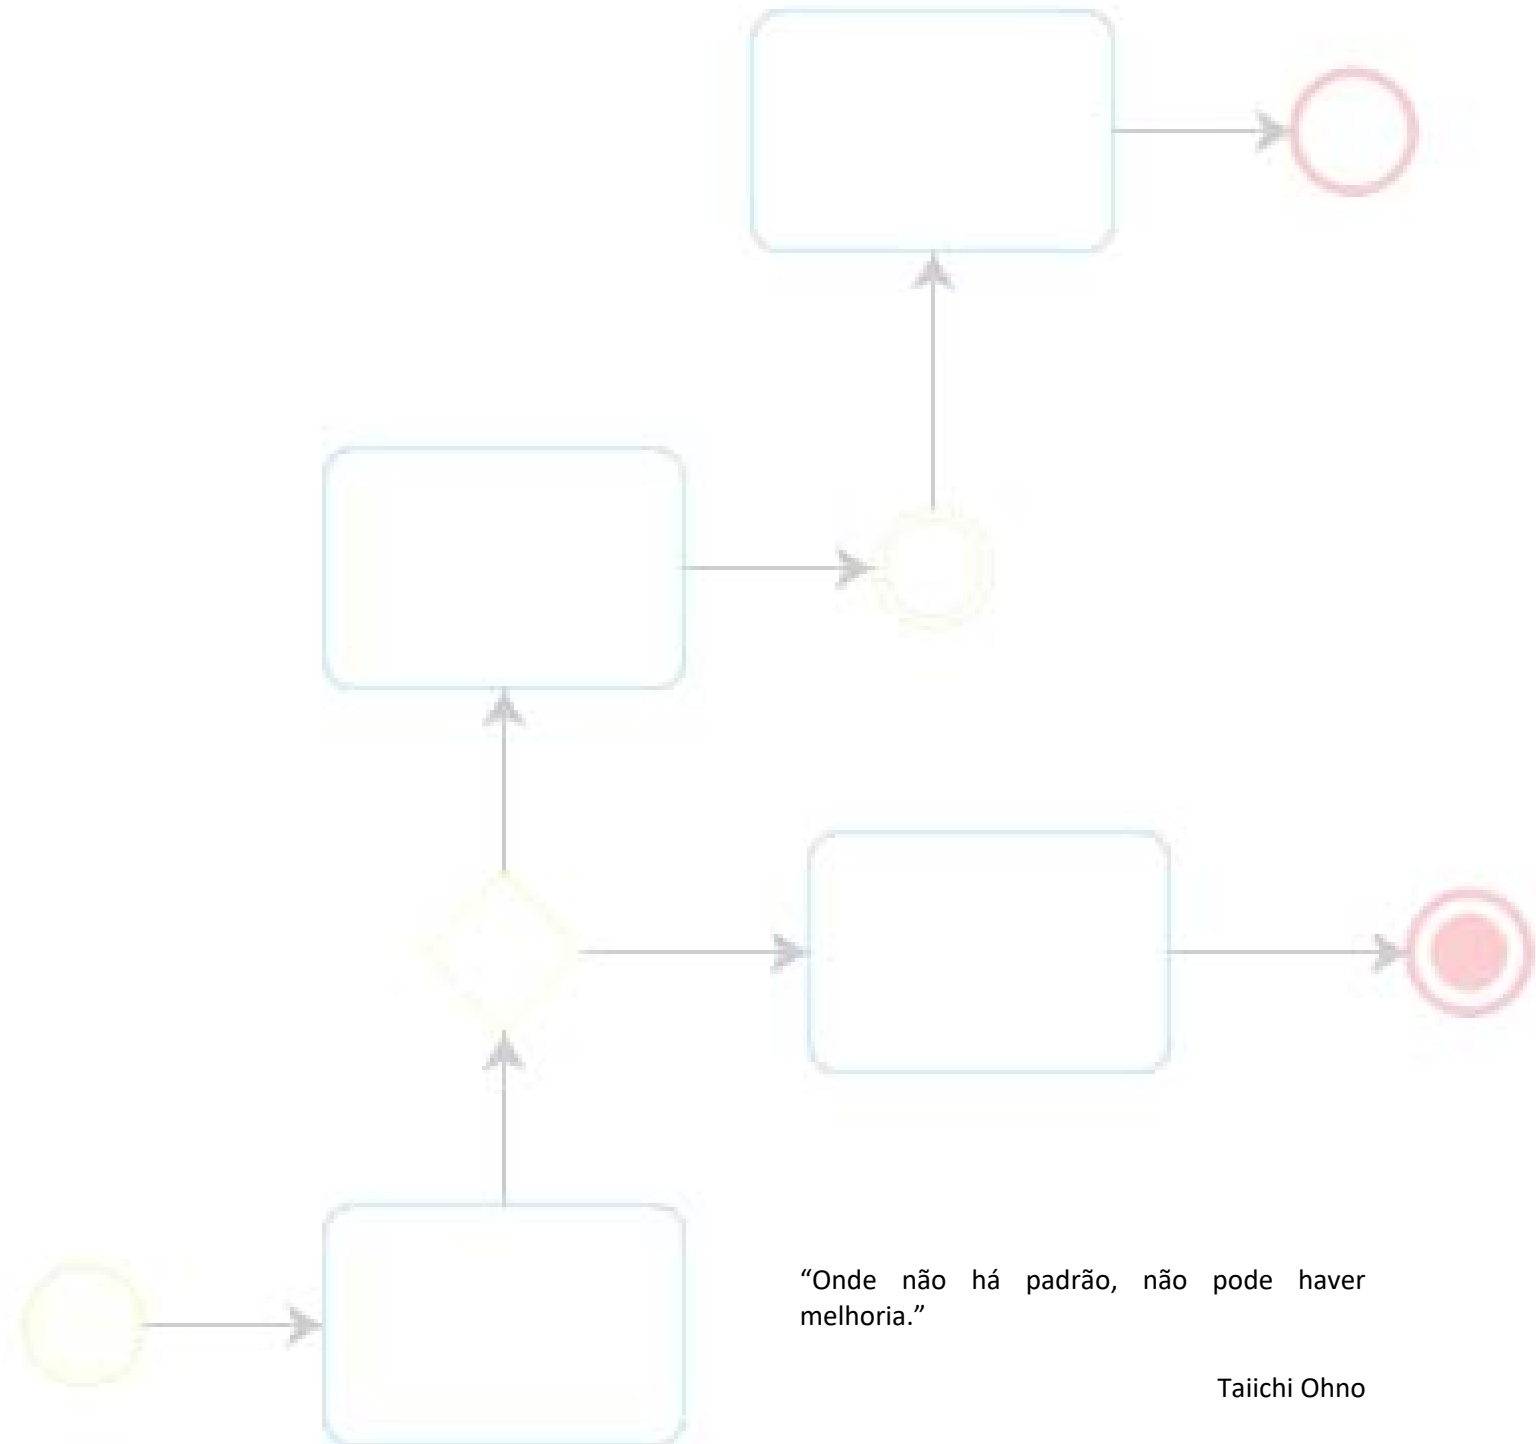 “Onde não há padrão, não pode haver
melhoria.”
Taiichi Ohno